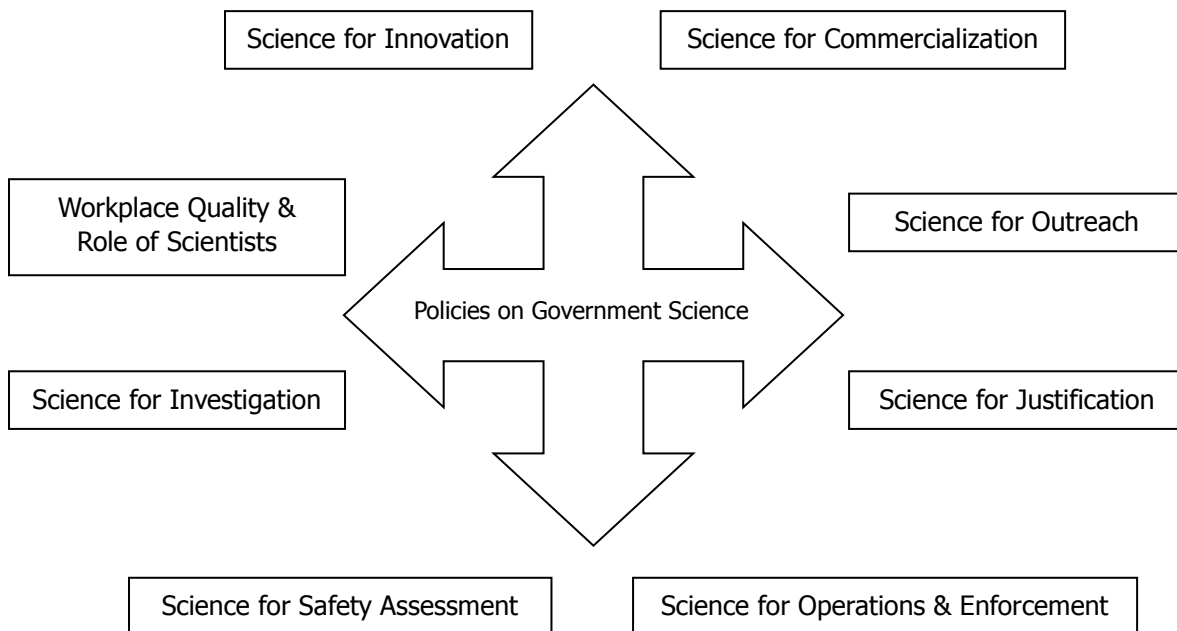 Science for Innovation
Science for Commercialization
Workplace Quality &
Role of Scientists
Science for Outreach
Policies on Government Science
Science for Investigation
Science for Justification
Science for Safety Assessment
Science for Operations & Enforcement